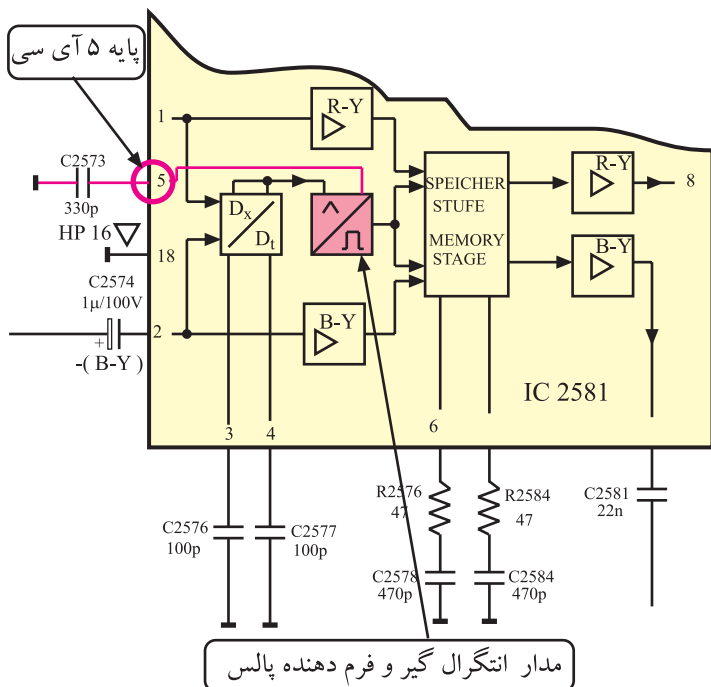 پایه ۵ آی سی
1
R-Y
R-Y
8
C2573
5
330p
SPEICHER
STUFE
MEMORY
STAGE
Dx
Dt
HP 16
18
B-Y
C2574
1µ/100V
+
-( B-Y )
2
B-Y
IC 2581
3
4
6
R2576
47
R2584
47
C2581
22n
C2576
100p
C2577
100p
C2578
470p
C2584
470p
مدار انتگرال گیر و فرم دهنده پالس